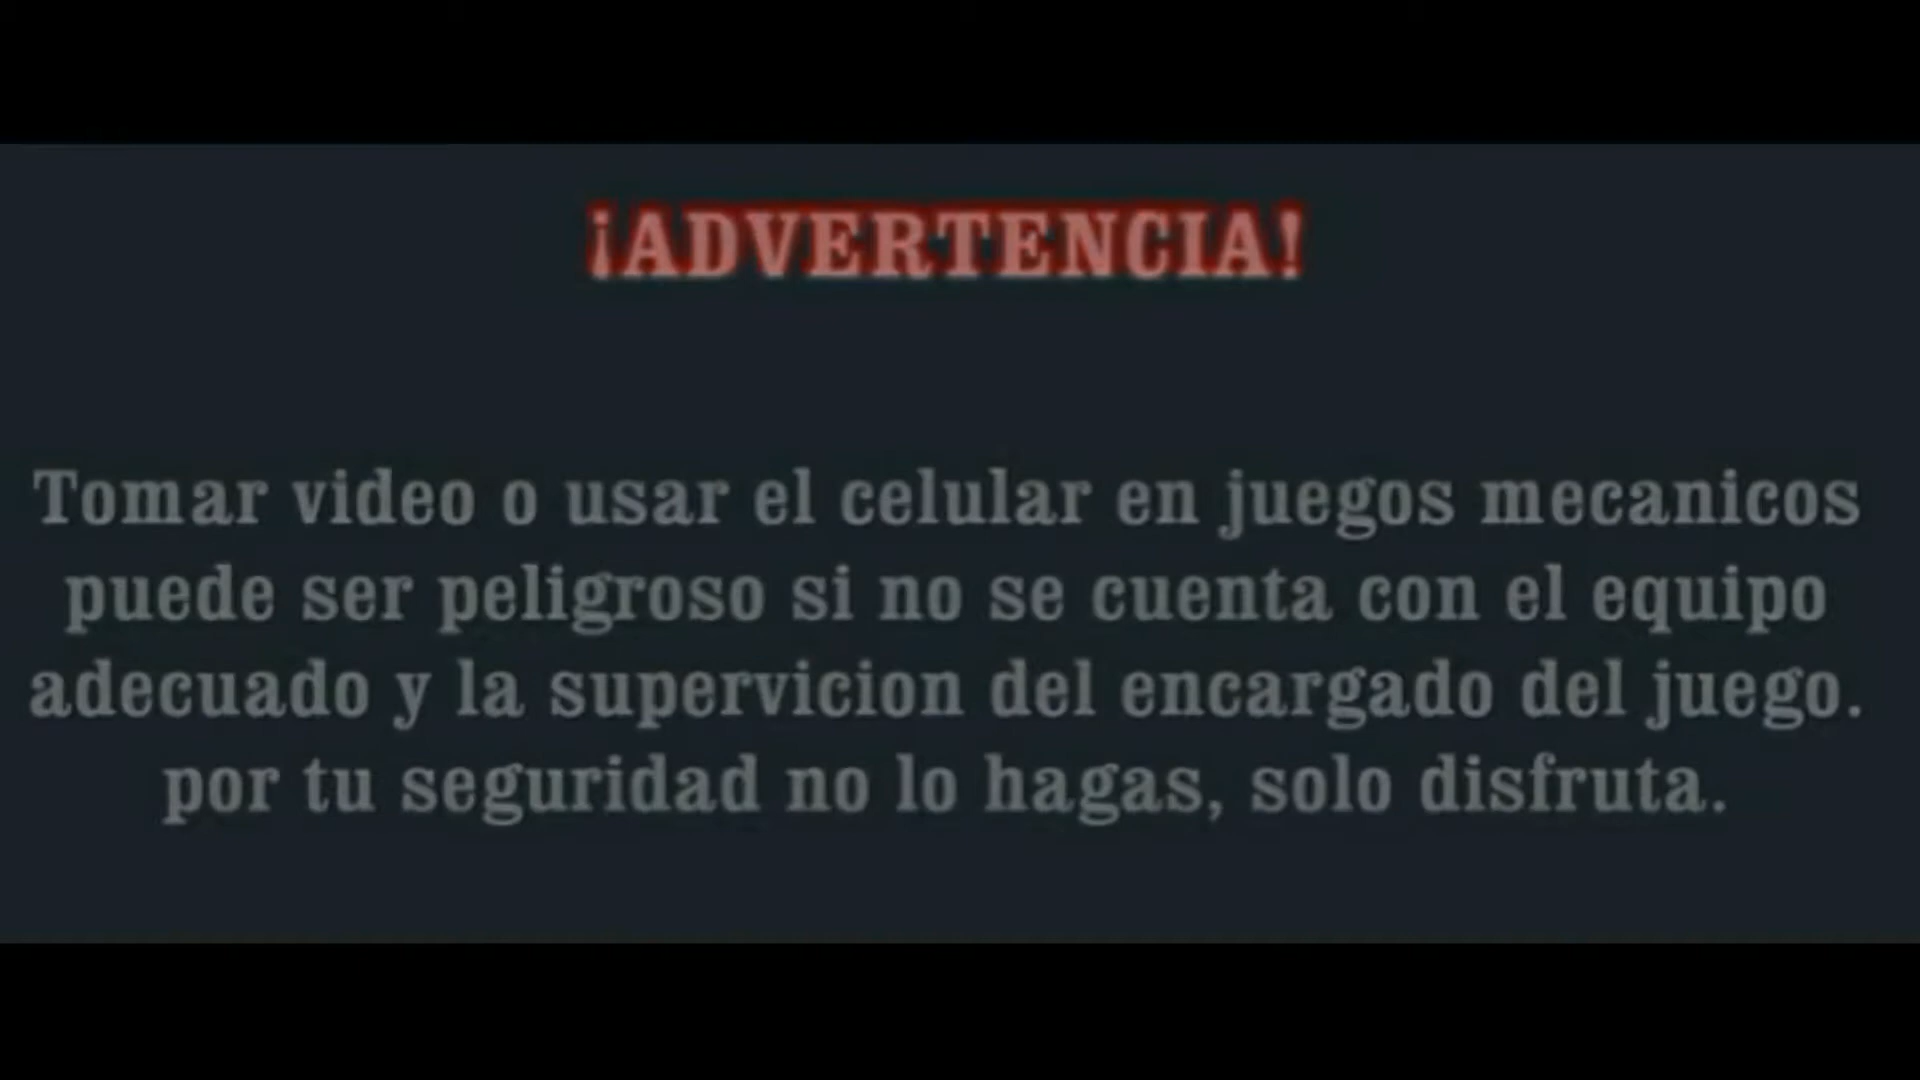 ¡ADVERTENCIA!
Tomar video o usar el celular en juegos mecanicos
puede ser peligroso si no se cuenta con el equipo
adecuado y la supervicion del encargado del juego.
por tu seguridad no lo hagas, solo disfruta.